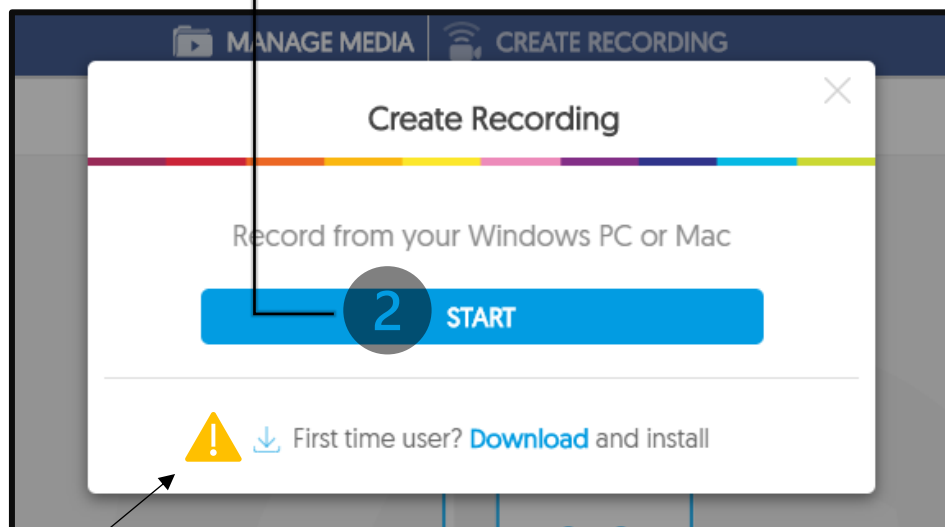 MANAGE MEDIA CREATE RECORDING
Create Recording
Record from your Windows PC or Mac
2 START
First time user? Download and install